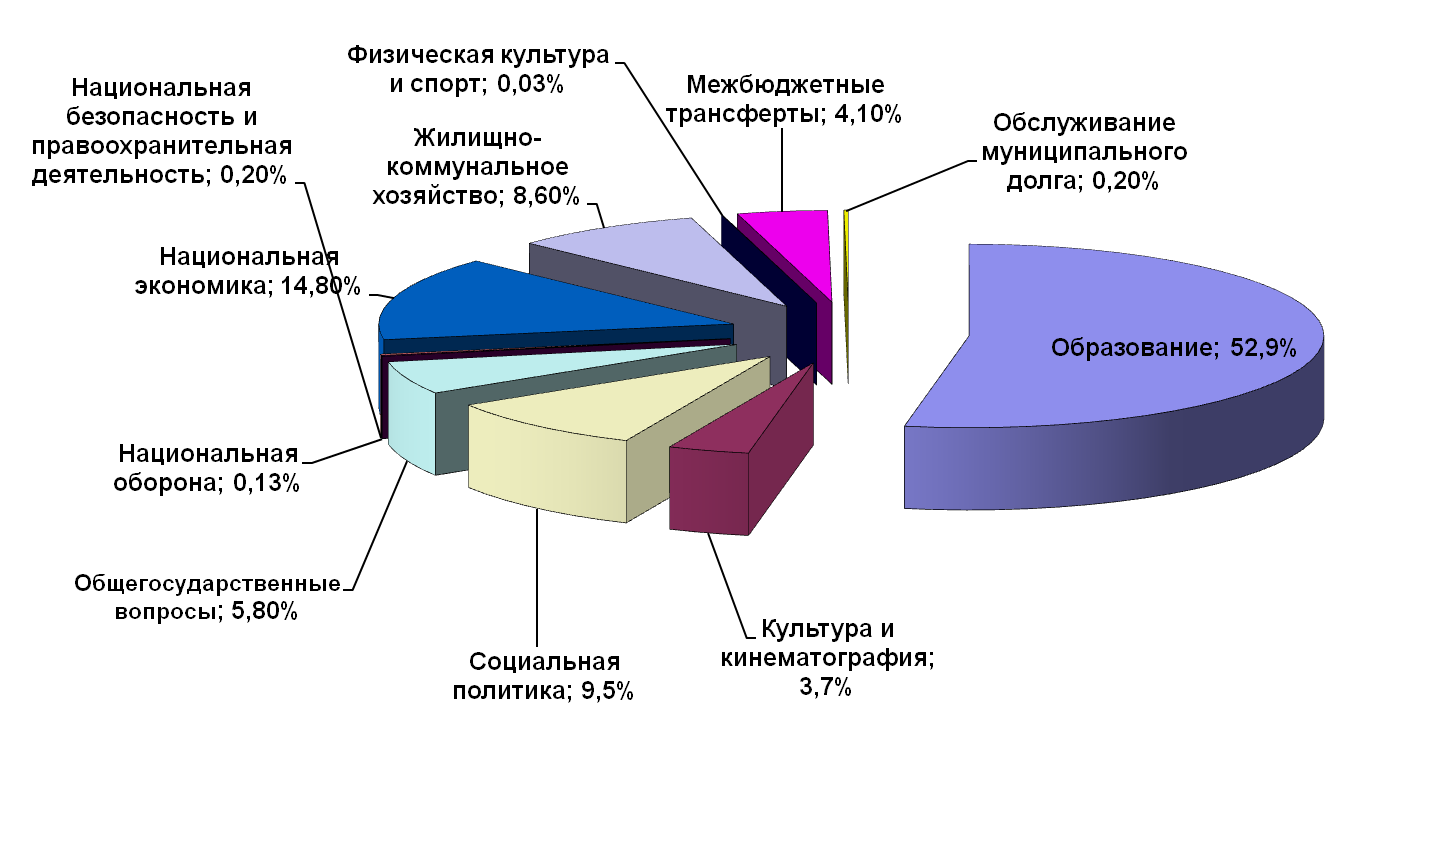 Физическая культура
и спорт; 0,03%
Межбюджетные
трансферты; 4,10%
Национальная
безопасность и
правоохранительная
деятельность; 0,20%
Жилищно-
коммунальное
хозяйство; 8,60%
Обслуживание
муниципального
долга; 0,20%
Национальная
экономика; 14,80%
Образование; 52,9%
Национальная
оборона; 0,13%
Общегосударственные
вопросы; 5,80%
Социальная
политика; 9,5%
Культура и
кинематография;
3,7%